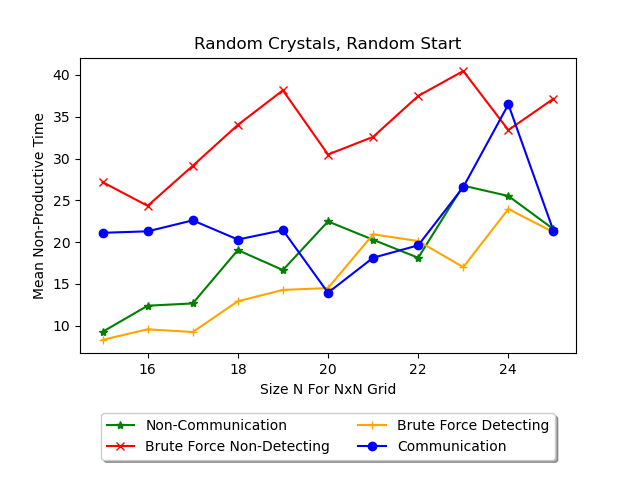 Random Crystals, Random Start
Mean Non-Productive Time
40
35
30
25
20
15
10
16 18 20 22 24
Size N For NxN Grid
Non-Communication
Brute Force Non-Detecting
Brute Force Detecting
Communication